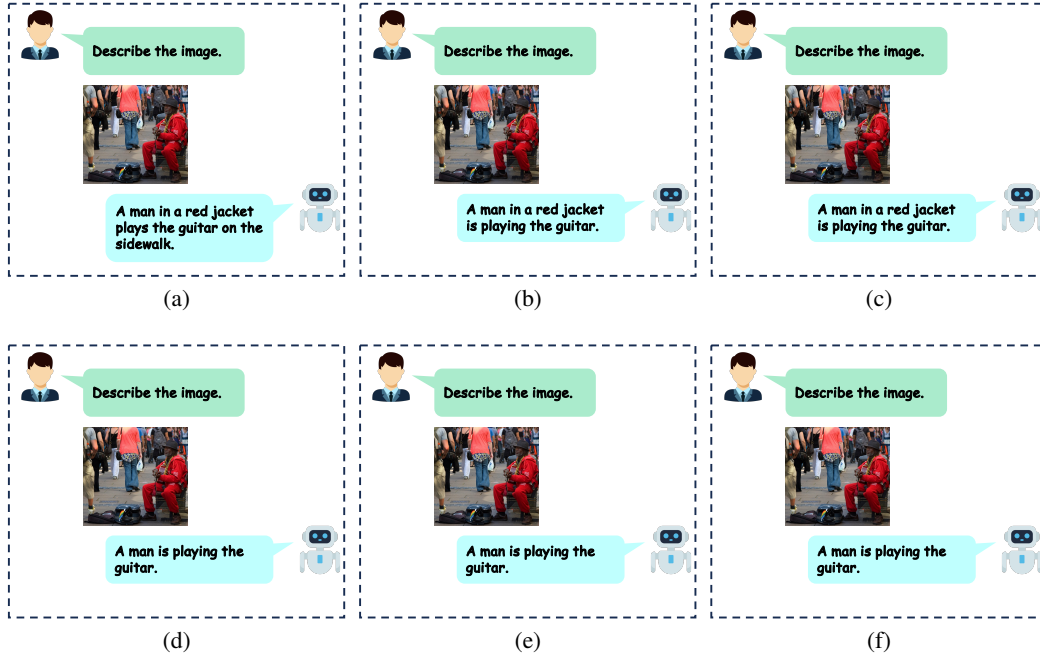 Describe the image.
Describe the image.
Describe the image.
A man in a red jacket
plays the guitar on the
sidewalk.
A man in a red jacket
is playing the guitar.
A man in a red jacket
is playing the guitar.
(a)
(b)
(c)
Describe the image.
Describe the image.
Describe the image.
A man is playing the
guitar.
A man is playing the
guitar.
A man is playing the
guitar.
(d)
(e)
(f)